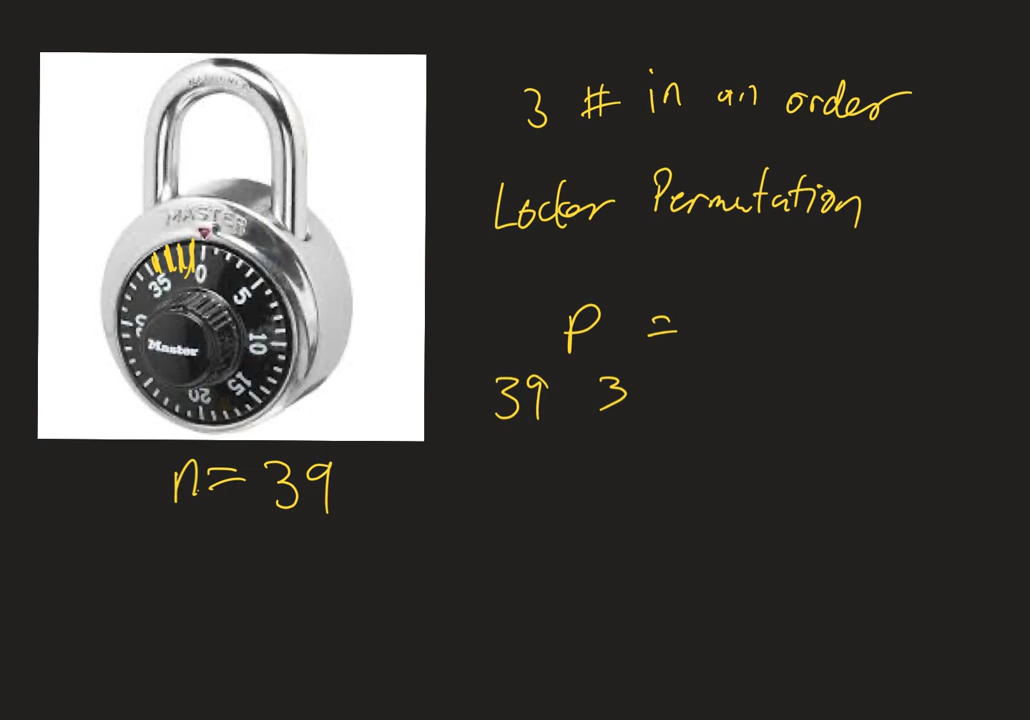 3 # in an order
Locker Permutation
MASTER
0
35
5
10
Master
15
20
P =
39 3
n = 39